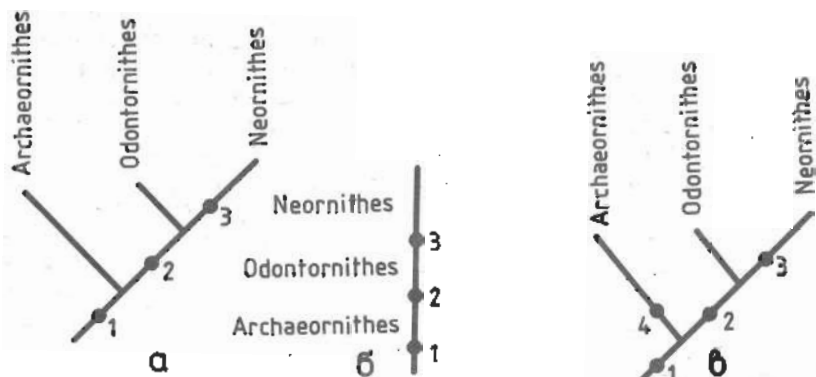 Archaeornithes
Odontornithes
Neornithes
1
2
3
а
Neornithes
3
Odontornithes
2
Archaeornithes
1
б
Archaeornithes
Odontornithes
Neornithes
4
1
2
3
в